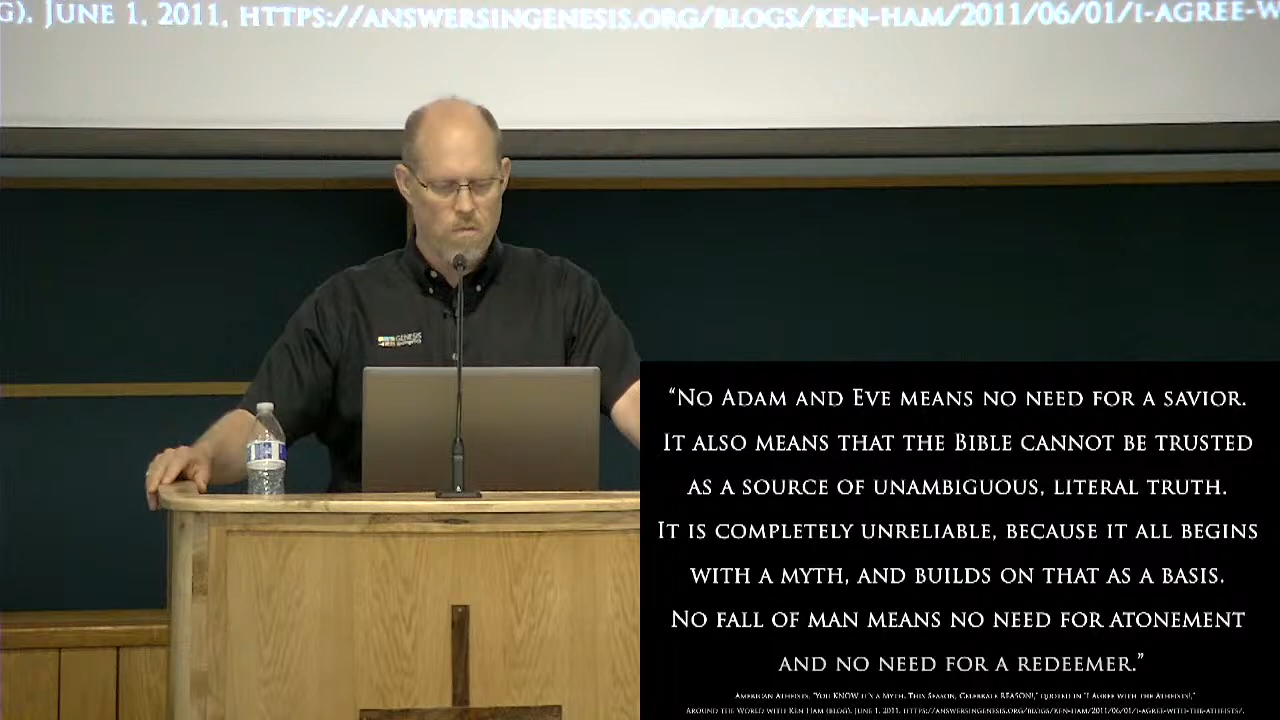 G). JUNE 1, 2011, HTTPS://ANSWERSINGENESIS.ORG/BLOGS/KEN-HAM/2011/06/01/I-AGREE-W
GENESIS
“NO ADAM AND EVE MEANS NO NEED FOR A SAVIOR.
IT ALSO MEANS THAT THE BIBLE CANNOT BE TRUSTED
AS A SOURCE OF UNAMBIGUOUS, LITERAL TRUTH.
IT IS COMPLETELY UNRELIABLE, BECAUSE IT ALL BEGINS
WITH A MYTH, AND BUILDS ON THAT AS A BASIS.
NO FALL OF MAN MEANS NO NEED FOR ATONEMENT
AND NO NEED FOR A REDEEMER.”
AMERICAN ATHEISTS, “YOU KNOW IT'S A MYTH. THIS SEASON, CELEBRATE REASON!,” QUOTED IN “I AGREE WITH THE ATHEISTS!,”
AROUND THE WORLD WITH KEN HAM (BLOG). JUNE 1, 2011, HTTPS://ANSWERSINGENESIS.ORG/BLOGS/KEN-HAM/2011/06/01/I-AGREE-WITH-THE-ATHEISTS/.